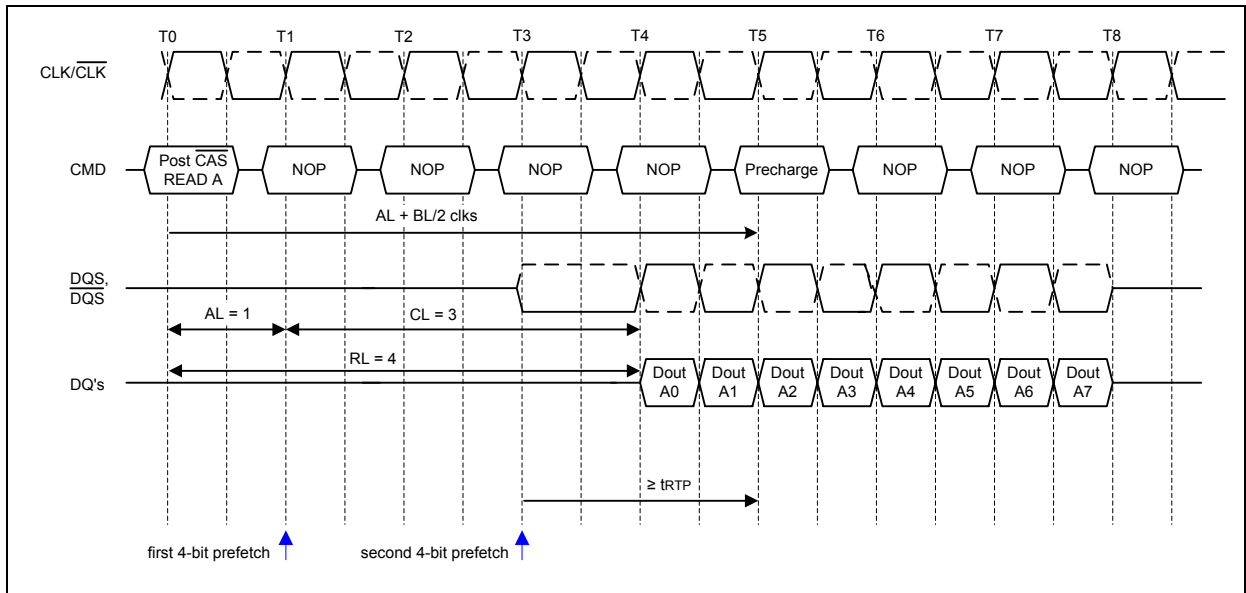 T0 T1 T2 T3 T4 T5 T6 T7 T8
CLK/CLK
CMD
Post CAS
READ A
NOP NOP NOP NOP Precharge NOP NOP NOP
AL + BL/2 clks
DQS,
DQS
AL = 1 CL = 3
RL = 4
DQ's
Dout Dout Dout Dout Dout Dout Dout Dout
A0 A1 A2 A3 A4 A5 A6 A7
≥ tRTP
first 4-bit prefetch second 4-bit prefetch